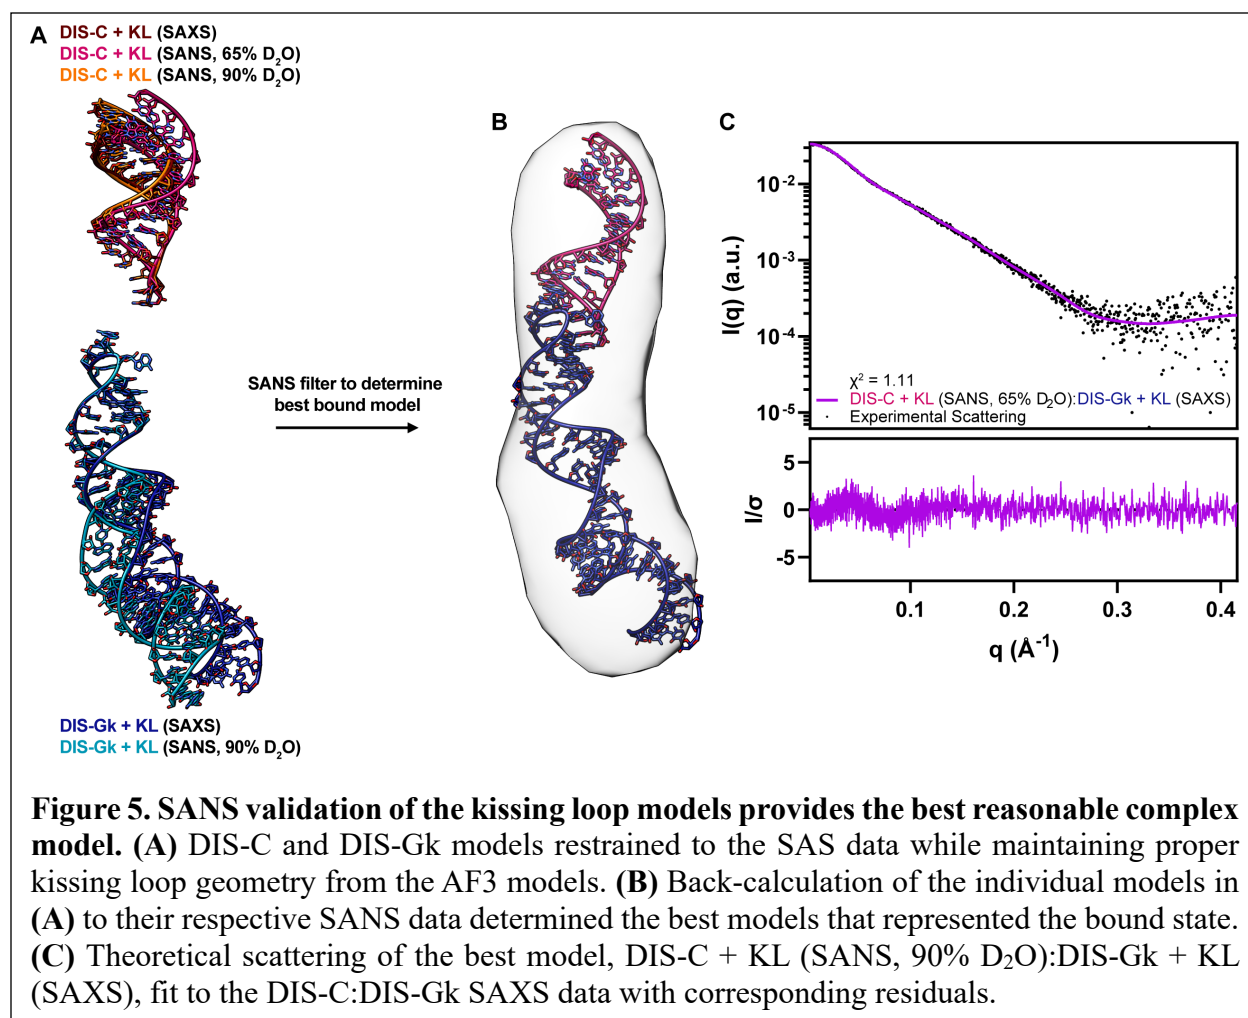 A
DIS-C + KL (SAXS)
DIS-C + KL (SANS, 65% D₂O)
DIS-C + KL (SANS, 90% D₂O)
SANS filter to determine
best bound model
DIS-Gk + KL (SAXS)
DIS-Gk + KL (SANS, 90% D₂O)
B
C
I(q) (a.u.)
10⁻²
10⁻³
10⁻⁴
10⁻⁵
χ² = 1.11
DIS-C + KL (SANS, 65% D₂O):DIS-Gk + KL (SAXS)
Experimental Scattering
I/σ
5
0
-5
0.1 0.2 0.3 0.4
q (Å⁻¹)
Figure 5. SANS validation of the kissing loop models provides the best reasonable complex
model. (A) DIS-C and DIS-Gk models restrained to the SAS data while maintaining proper
kissing loop geometry from the AF3 models. (B) Back-calculation of the individual models in
(A) to their respective SANS data determined the best models that represented the bound state.
(C) Theoretical scattering of the best model, DIS-C + KL (SANS, 90% D₂O):DIS-Gk + KL
(SAXS), fit to the DIS-C:DIS-Gk SAXS data with corresponding residuals.